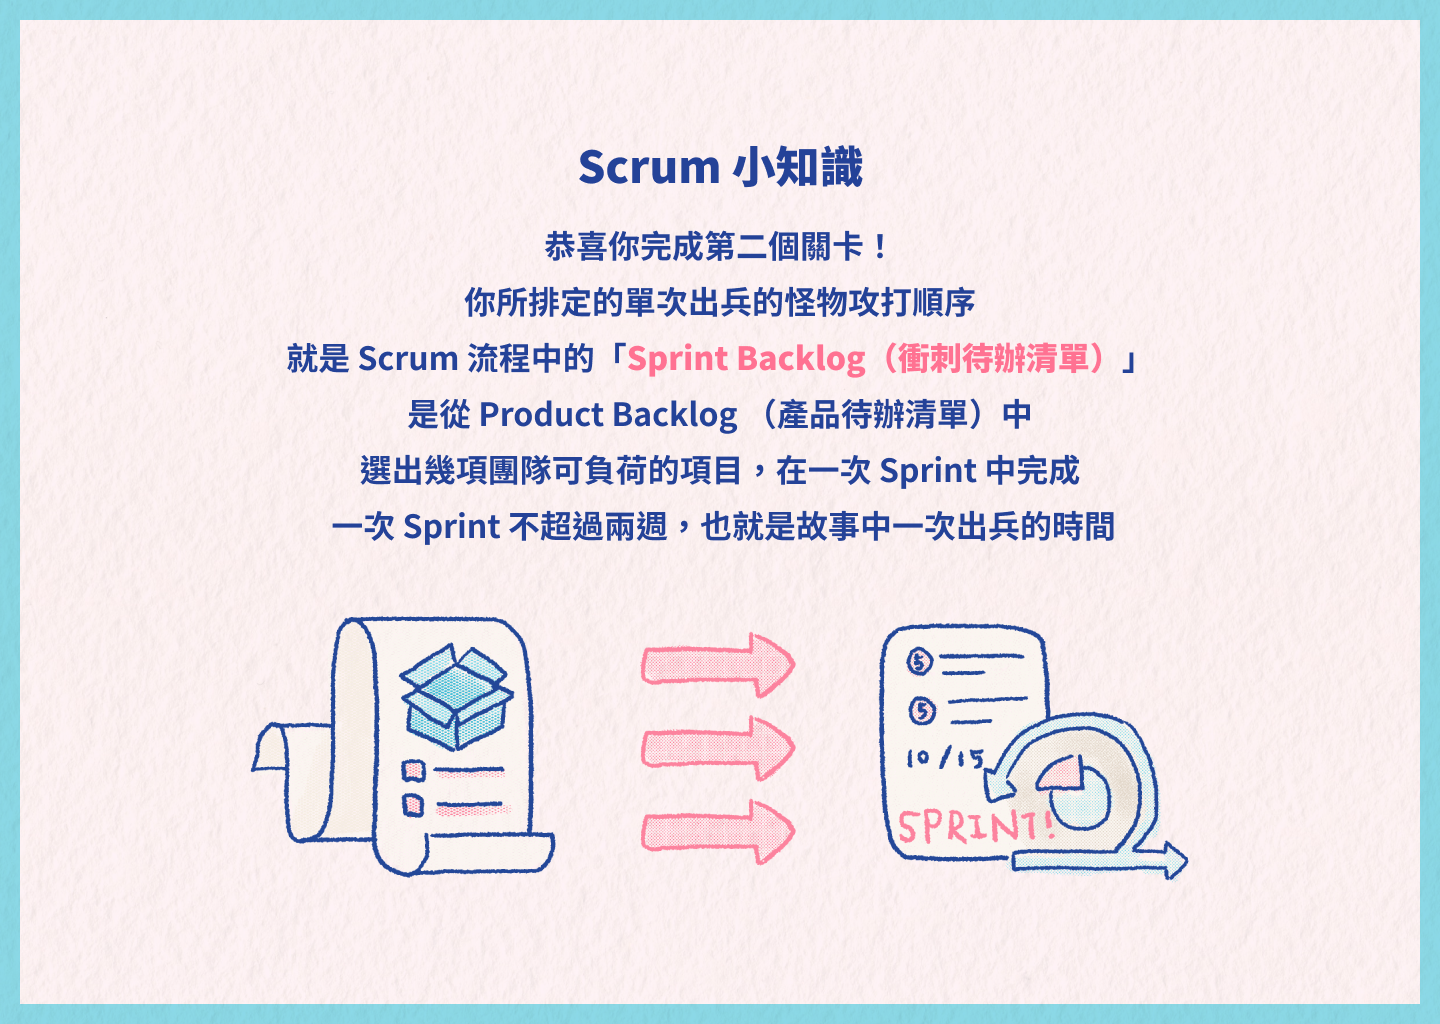 Scrum 小知識
恭喜你完成第二個關卡！
你所排定的單次出兵的怪物攻打順序
就是 Scrum 流程中的「Sprint Backlog（衝刺待辦清單）」
是從 Product Backlog （產品待辦清單）中
選出幾項團隊可負荷的項目，在一次 Sprint 中完成
一次 Sprint 不超過兩週，也就是故事中一次出兵的時間
5
5
10/15
SPRINT!